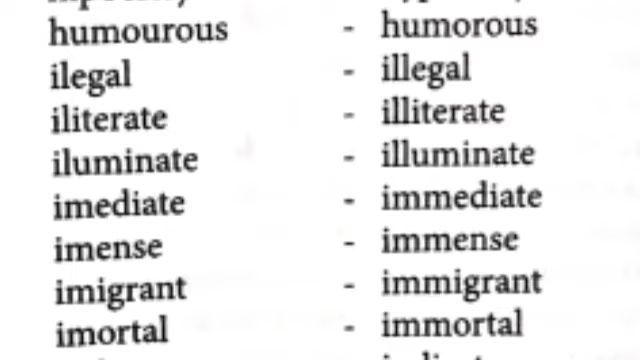 humourous - humorous
ilegal - illegal
iliterate - illiterate
iluminate - illuminate
imediate - immediate
imense - immense
imigrant - immigrant
imortal - immortal